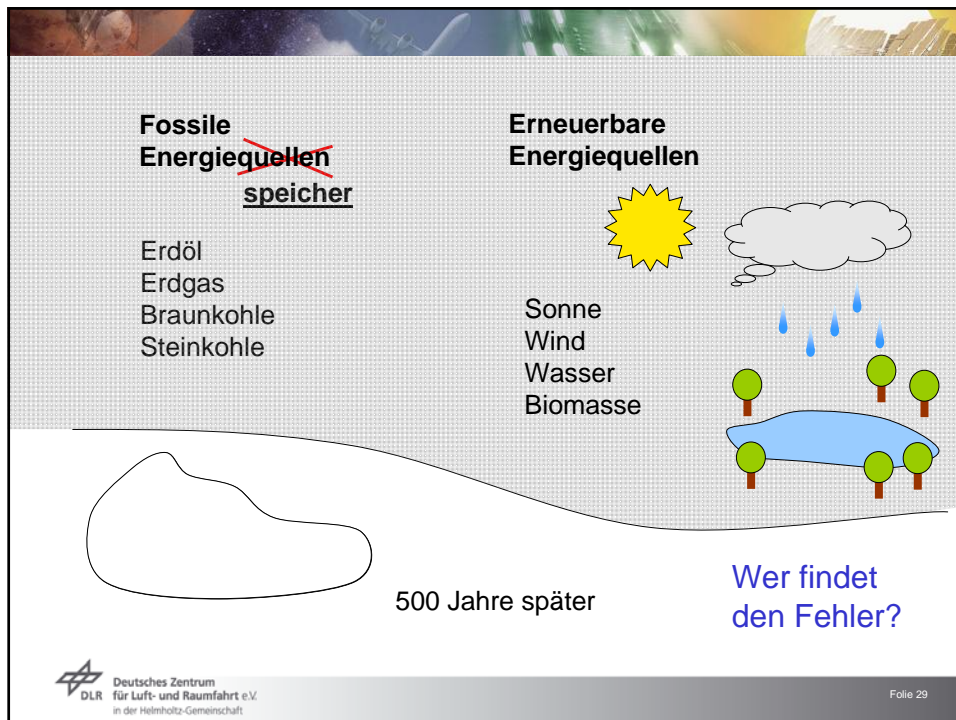 Fossile
Energiequellen
speicher
Erdöl
Erdgas
Braunkohle
Steinkohle
Erneuerbare
Energiequellen
Sonne
Wind
Wasser
Biomasse
500 Jahre später
Wer findet
den Fehler?
DLR
Deutsches Zentrum
für Luft- und Raumfahrt e.V.
in der Helmholtz-Gemeinschaft
Folie 29